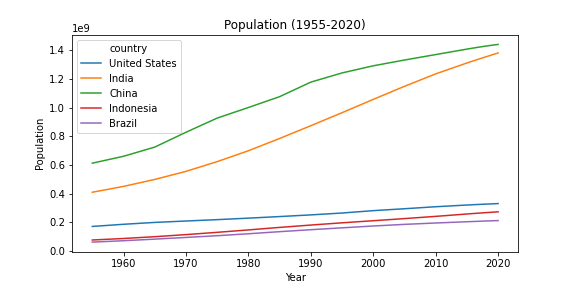 Population (1955-2020)
1e9
country
United States
India
China
Indonesia
Brazil
Population
1.4
1.2
1.0
0.8
0.6
0.4
0.2
0.0
1960 1970 1980 1990 2000 2010 2020
Year